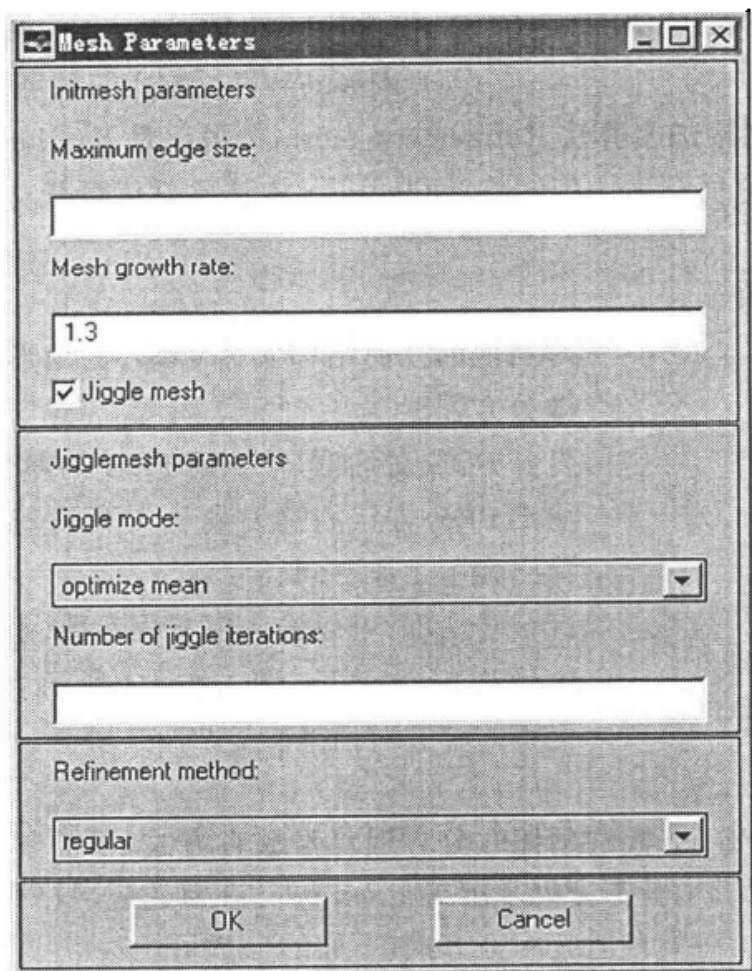 Mesh Parameters
Initmesh parameters
Maximum edge size:
Mesh growth rate:
1.3
Jiggle mesh
Jigglemesh parameters
Jiggle mode:
optimize mean
Number of jiggle iterations:
Refinement method:
regular
OK Cancel